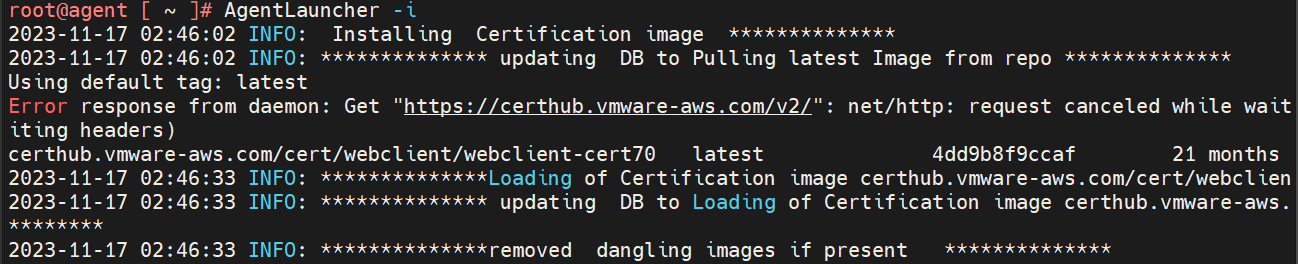 root@agent [ ~ ]# AgentLauncher -i
2023-11-17 02:46:02 INFO:  Installing  Certification image  **************
2023-11-17 02:46:02 INFO: ************** updating  DB to Pulling latest Image from repo **************
Using default tag: latest
Error response from daemon: Get "https://certhub.vmware-aws.com/v2/": net/http: request canceled while wait
iting headers)
certhub.vmware-aws.com/cert/webclient/webclient-cert70   latest              4dd9b8f9ccaf        21 months
2023-11-17 02:46:33 INFO: **************Loading of Certification image certhub.vmware-aws.com/cert/webclien
2023-11-17 02:46:33 INFO: ************** updating  DB to Loading of Certification image certhub.vmware-aws.
********
2023-11-17 02:46:33 INFO: **************removed  dangling images if present   **************